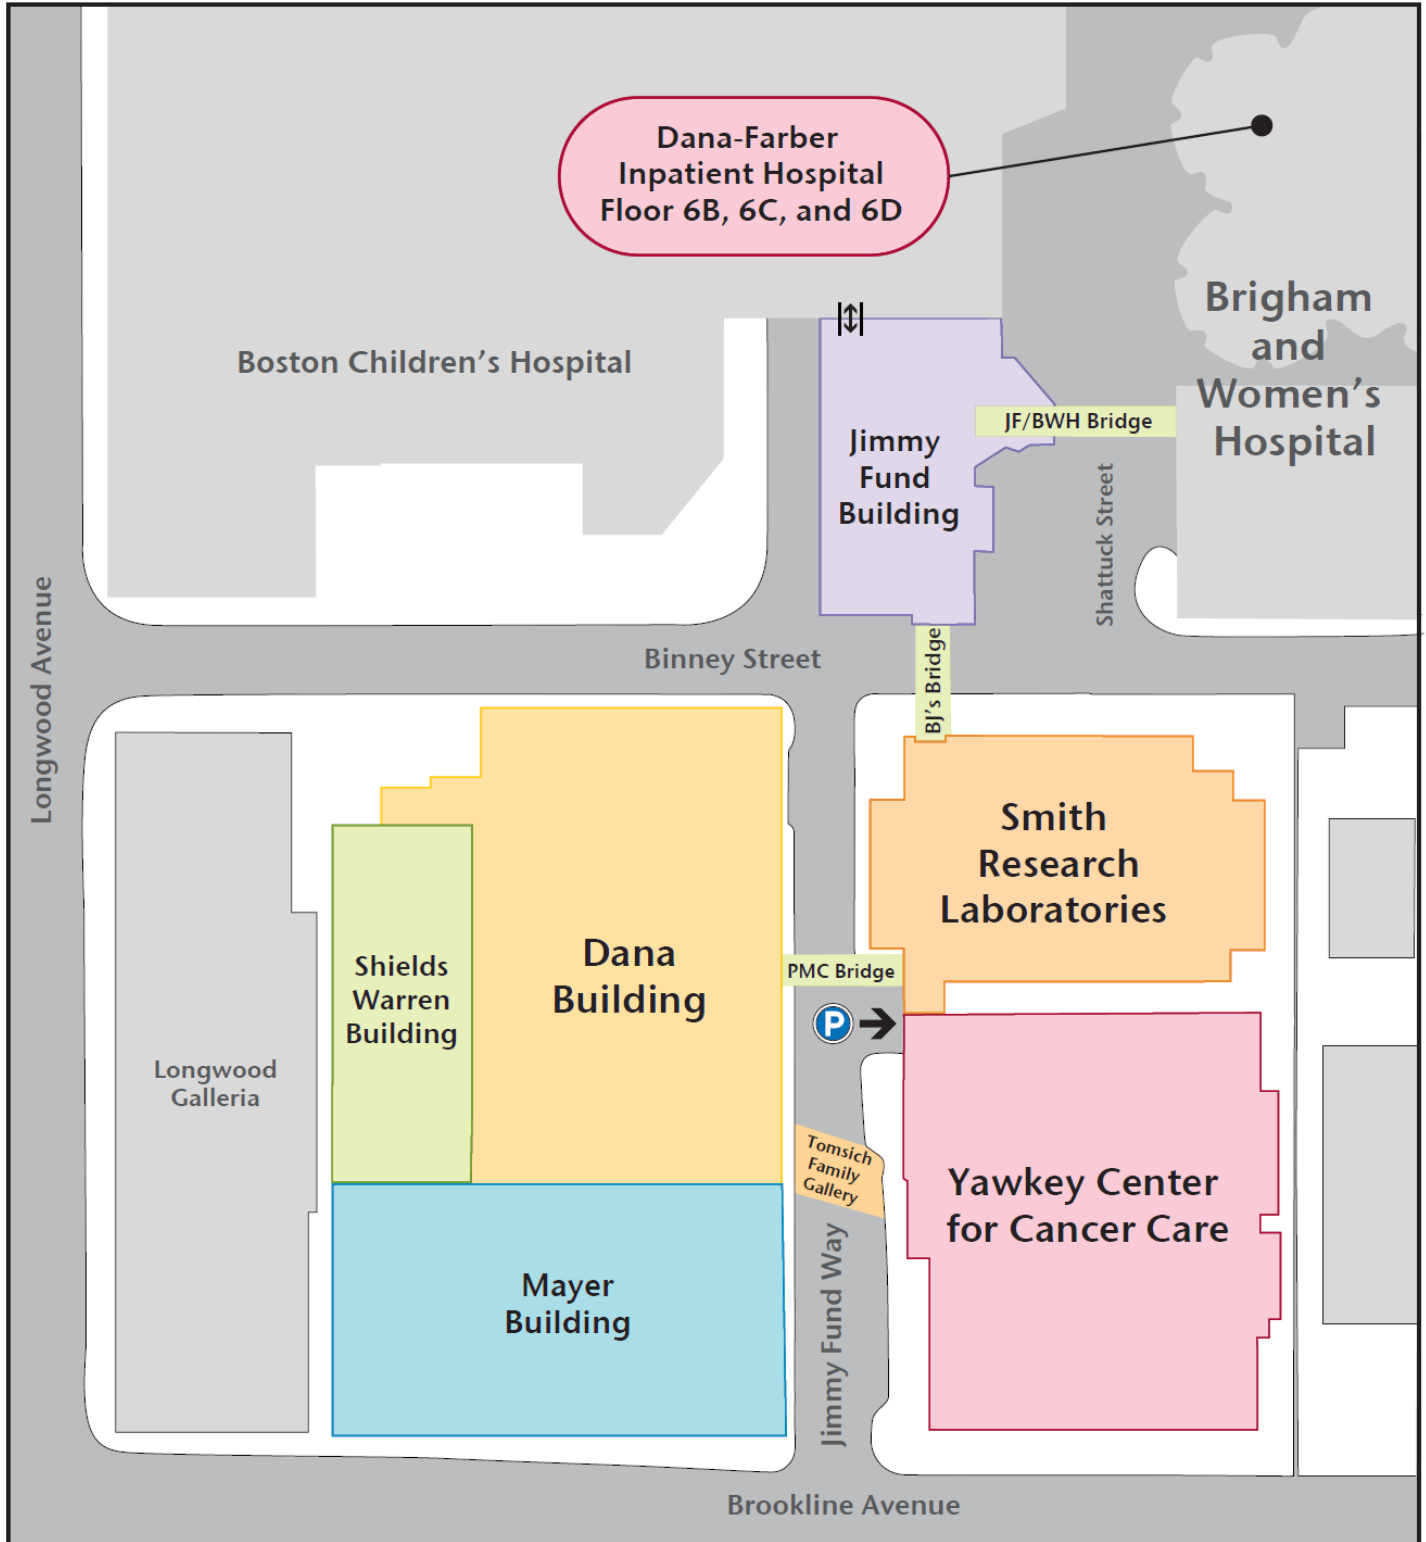 Dana-Farber
Inpatient Hospital
Floor 6B, 6C, and 6D
Brigham
and
Women's
Hospital
Boston Children's Hospital
JF/BWH Bridge
Jimmy
Fund
Building
Shattuck Street
Longwood Avenue
Binney Street
BJ's Bridge
Smith
Research
Laboratories
Dana
Building
Shields
Warren
Building
PMC Bridge
P
Longwood
Galleria
Tomsich
Family
Gallery
Yawkey Center
for Cancer Care
Mayer
Building
Jimmy Fund Way
Brookline Avenue